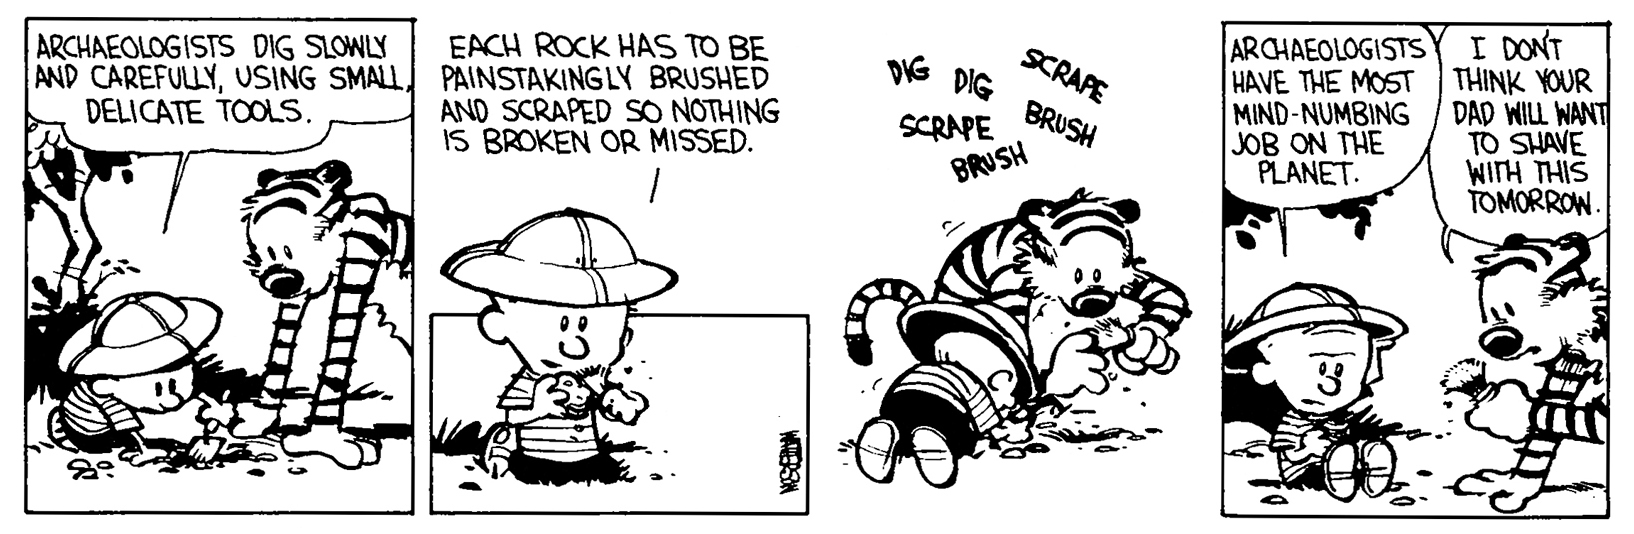 ARCHAEOLOGISTS DIG SLOWLY
AND CAREFULLY, USING SMALL,
DELICATE TOOLS.
EACH ROCK HAS TO BE
PAINSTAKINGLY BRUSHED
AND SCRAPED SO NOTHING
IS BROKEN OR MISSED.
WATTERSON
DIG
DIG
SCRAPE
SCRAPE
BRUSH
BRUSH
ARCHAEOLOGISTS
HAVE THE MOST
MIND-NUMBING
JOB ON THE
PLANET.
I DON'T
THINK YOUR
DAD WILL WANT
TO SHAVE
WITH THIS
TOMORROW.